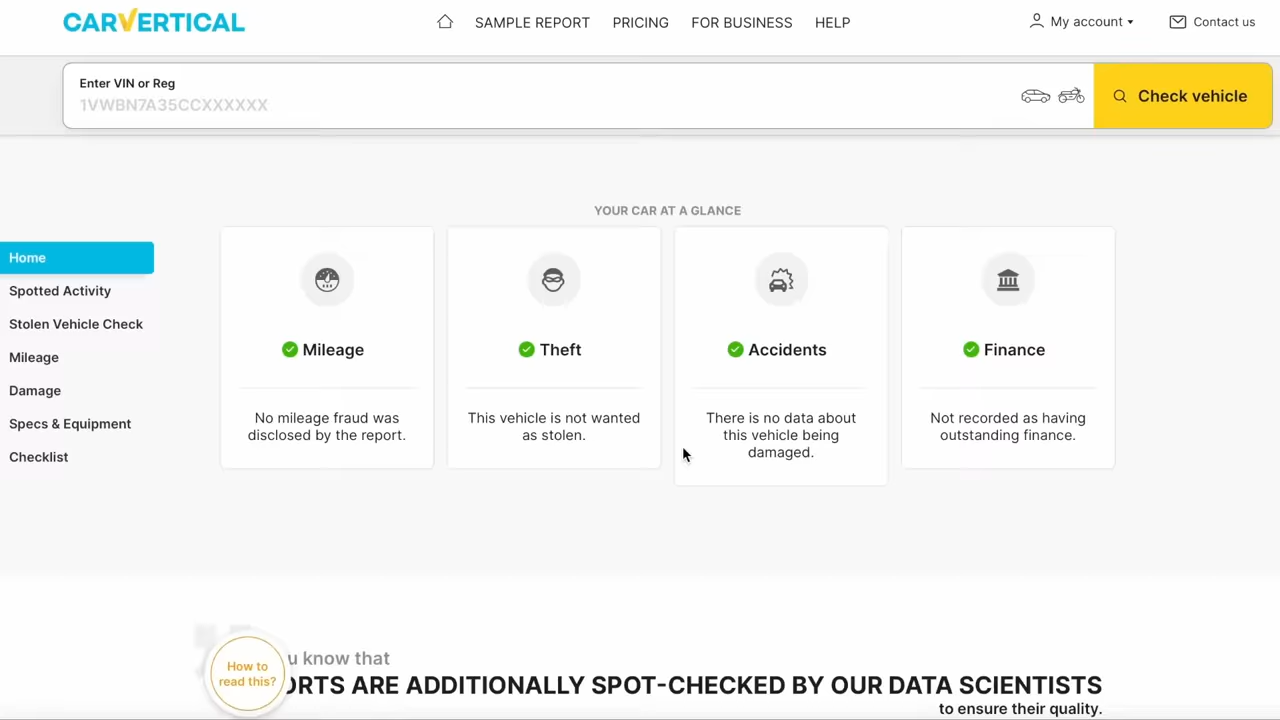 CARVERTICAL
SAMPLE REPORT
PRICING
FOR BUSINESS
HELP
My account
Contact us
Enter VIN or Reg
1VWBN7A35CCXXXXXX
Check vehicle
YOUR CAR AT A GLANCE
Home
Spotted Activity
Stolen Vehicle Check
Mileage
Damage
Specs & Equipment
Checklist
Mileage
No mileage fraud was
disclosed by the report.
Theft
This vehicle is not wanted
as stolen.
Accidents
There is no data about
this vehicle being
damaged.
Finance
Not recorded as having
outstanding finance.
How to
read this?
u know that
ORTS ARE ADDITIONALLY SPOT-CHECKED BY OUR DATA SCIENTISTS
to ensure their quality.